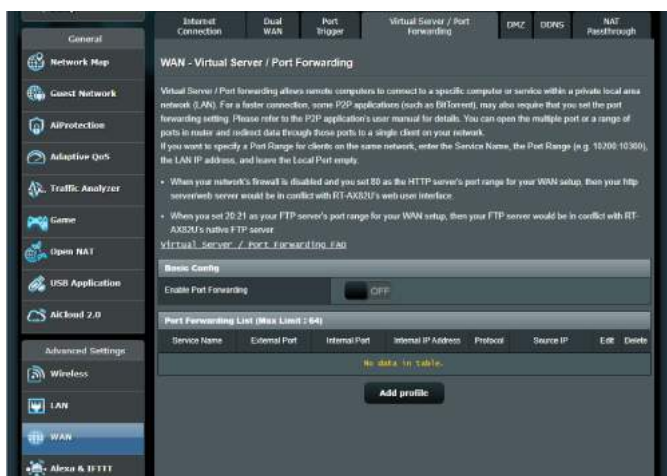 Internet Connection
Dual WAN
Port Trigger
Virtual Server / Port Forwarding
DMZ
DDNS
NAT Passthrough
General
Network Map
Guest Network
AiProtection
Adaptive QoS
Traffic Analyzer
Game
Open NAT
USB Application
AiCloud 2.0
Advanced Settings
Wireless
LAN
WAN
Alexa & IFTTT
WAN - Virtual Server / Port Forwarding
Virtual Server / Port forwarding allows remote computers to connect to a specific computer or service within a private local area
network (LAN). For a faster connection, some P2P applications (such as BitTorrent), may also require that you set the port
forwarding setting. Please refer to the P2P application's user manual for details. You can open the multiple port or a range of
ports in router and redirect data through those ports to a single client on your network.
If you want to specify a Port Range for clients on the same network, enter the Service Name, the Port Range (e.g. 10200:10300),
the LAN IP address, and leave the Local Port empty.
• When your network's firewall is disabled and you set 80 as the HTTP server's port range for your WAN setup, then your http
server/web server would be in conflict with RT-AX82U's web user interface.
• When you set 20:21 as your FTP server's port range for your WAN setup, then your FTP server would be in conflict with RT-
AX82U's native FTP server.
Virtual Server / Port Forwarding FAQ
Basic Config
Enable Port Forwarding
OFF
Port Forwarding List (Max Limit : 64)
Service Name External Port Internal Port Internal IP Address Protocol Source IP Edit Delete
No data in table.
Add profile